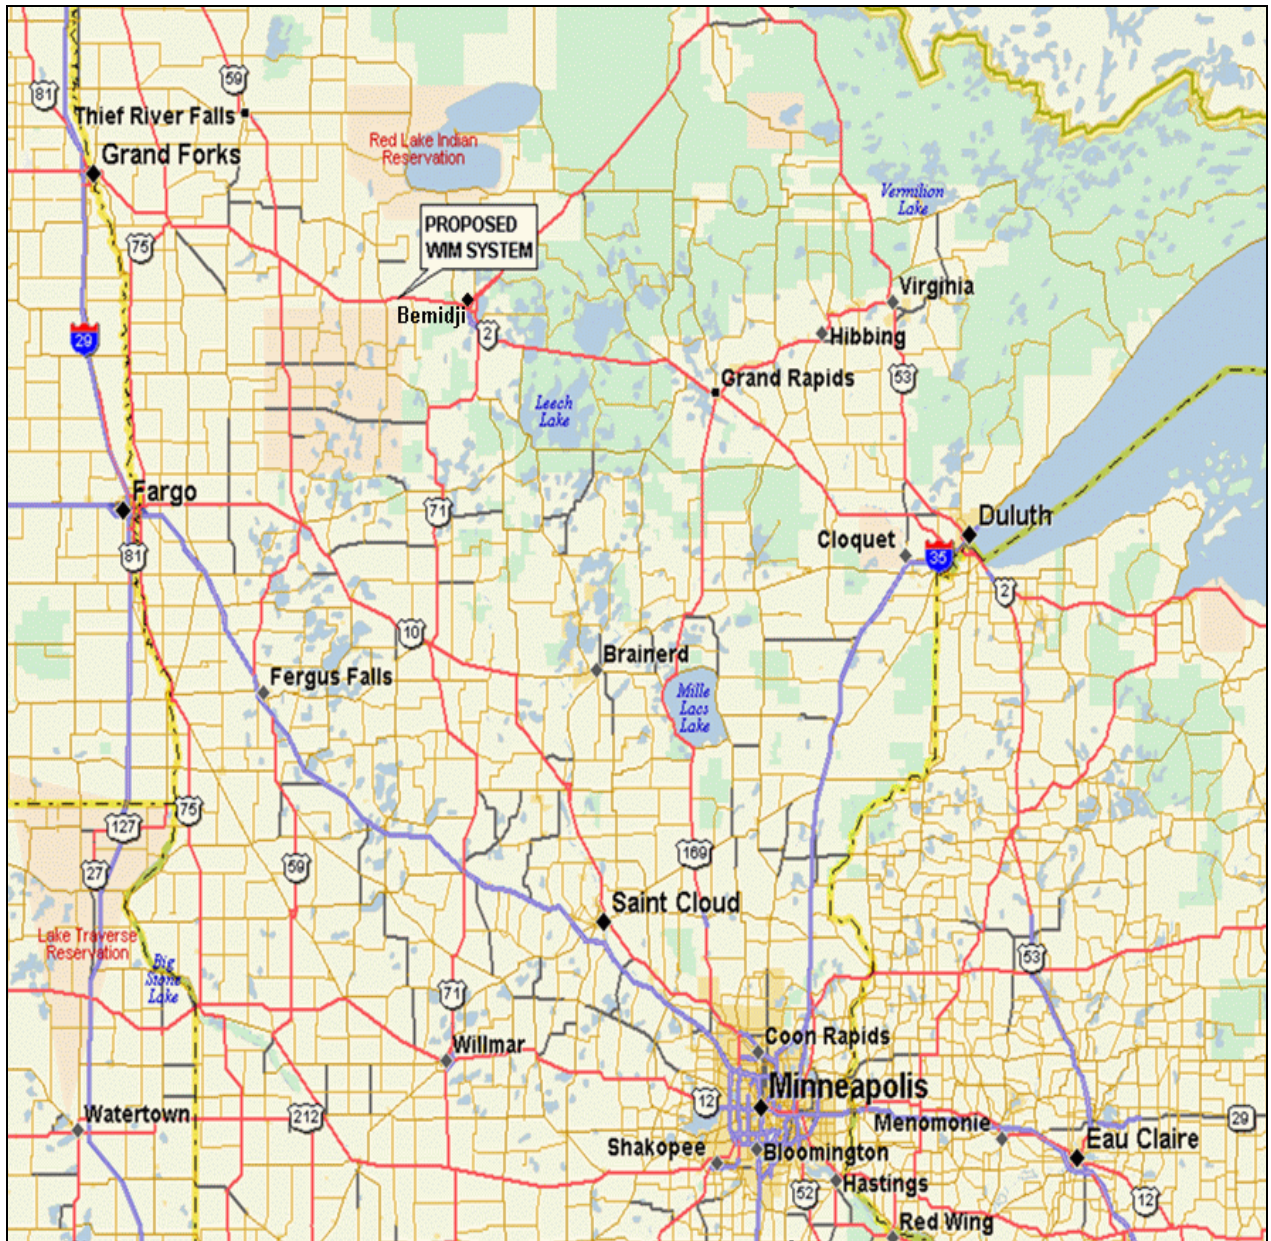 59
81
Thief River Falls
Red Lake Indian
Reservation
Grand Forks
Vermilion
Lake
PROPOSED
WIM SYSTEM
75
Virginia
Bemidji
2
Hibbing
29
53
Grand Rapids
Leech
Lake
Fargo
71
Duluth
Cloquet
81
35
2
10
Brainerd
Fergus Falls
Mille
Lacs
Lake
75
127
169
59
27
Saint Cloud
Lake Traverse
Reservation
53
Big
Stone
Lake
71
Coon Rapids
Willmar
Minneapolis
12
Watertown
212
29
Menomonie
Eau Claire
Shakopee
Bloomington
Hastings
52
12
Red Wing